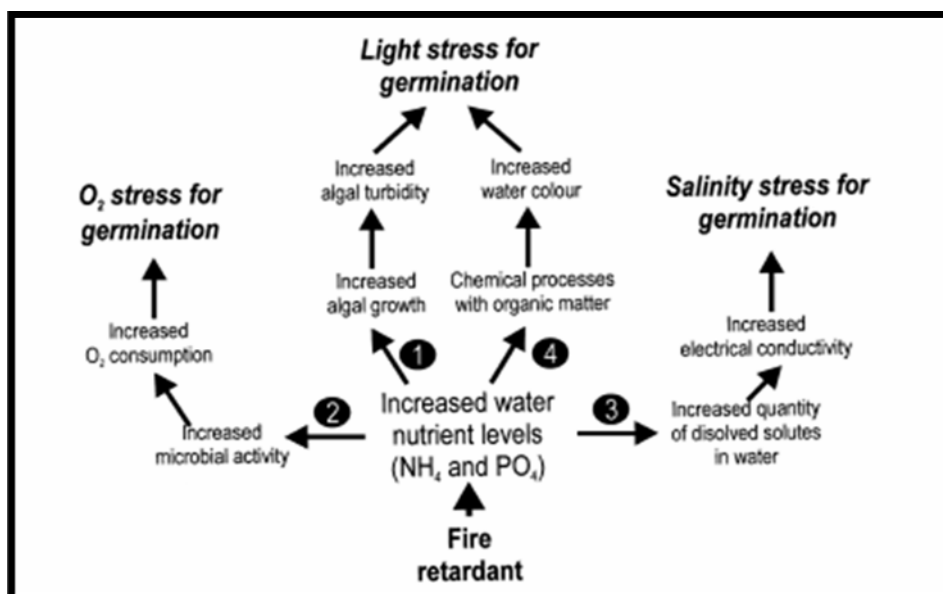 Light stress for
germination
Increased
algal turbidity
Increased
water colour
O₂ stress for
germination
Salinity stress for
germination
Increased
algal growth
Chemical processes
with organic matter
Increased
O₂ consumption
Increased
electrical conductivity
1
4
2
3
Increased water
nutrient levels
(NH₄ and PO₄)
Increased
microbial activity
Increased quantity
of disolved solutes
in water
Fire
retardant